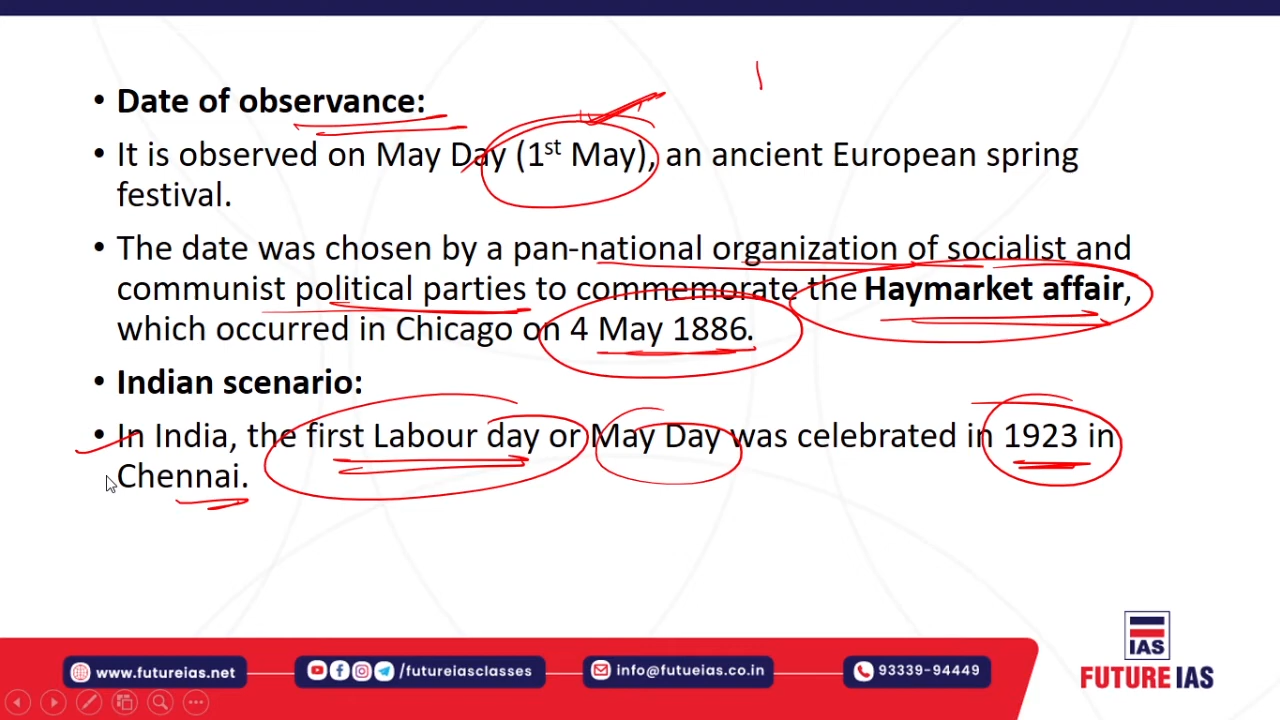 • Date of observance:
• It is observed on May Day (1st May), an ancient European spring
festival.
• The date was chosen by a pan-national organization of socialist and
communist political parties to commemorate the Haymarket affair,
which occurred in Chicago on 4 May 1886.
• Indian scenario:
• In India, the first Labour day or May Day was celebrated in 1923 in
Chennai.
IAS
FUTURE IAS
www.futureias.net
/futureiasclasses
info@futueias.co.in
93339-94449